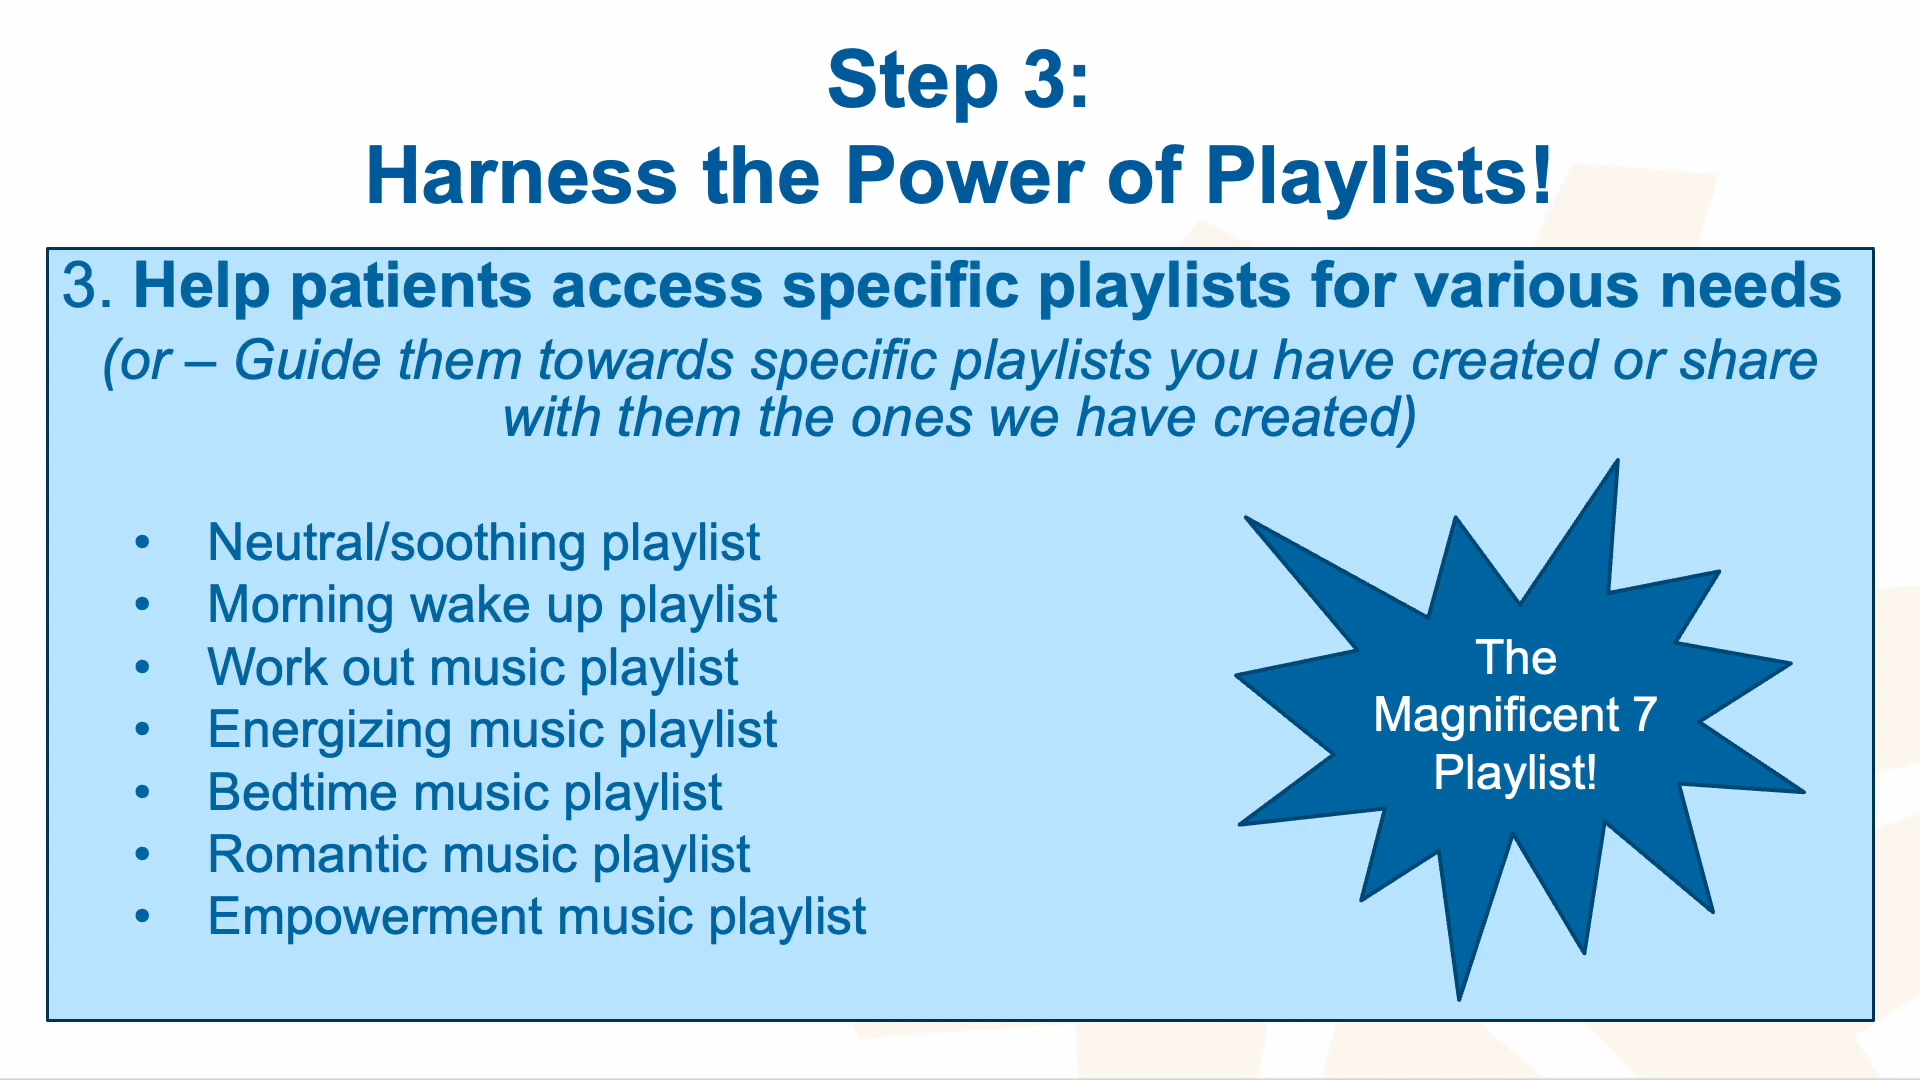 Step 3:
Harness the Power of Playlists!
3. Help patients access specific playlists for various needs
(or – Guide them towards specific playlists you have created or share
with them the ones we have created)
• Neutral/soothing playlist
• Morning wake up playlist
• Work out music playlist
• Energizing music playlist
• Bedtime music playlist
• Romantic music playlist
• Empowerment music playlist
The
Magnificent 7
Playlist!